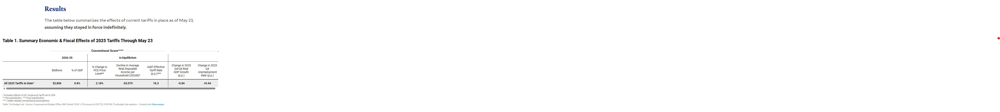 Results
The table below summarizes the effects of current tariffs in place as of May 23,
assuming they stayed in force indefinitely.
Table 1. Summary Economic & Fiscal Effects of 2025 Tariffs Through May 23
Conventional Score****
2026-35
In Equilibrium
$billions
% of GDP
% Change in
PCE Price
Level**
Decline in Average
Real Dispoable
Income per
Household (2024$)*
Add'l Effective
Tariff Rate
(p.p.)***
Change in 2025
Q4-Q4 Real
GDP Growth
(p.p.)
Change in 2025
Q4
Unemployment
Rate (p.p.)
All 2025 Tariffs to Date* $2,806 0.8% 2.18% -$3,579 18.3 -0.84 +0.44
* Includes effects of EU 'reciprocal' tariff set to 50%
** Pre-substitution. *** Post-substitution.
**** Under relaxed conventional assumptions.
Table: The Budget Lab • Source: Congressional Budget Office, S&P Global, GTAP v7 [Corong et al (2017)], GTAP-RD, The Budget Lab analysis. • Created with Datawrapper